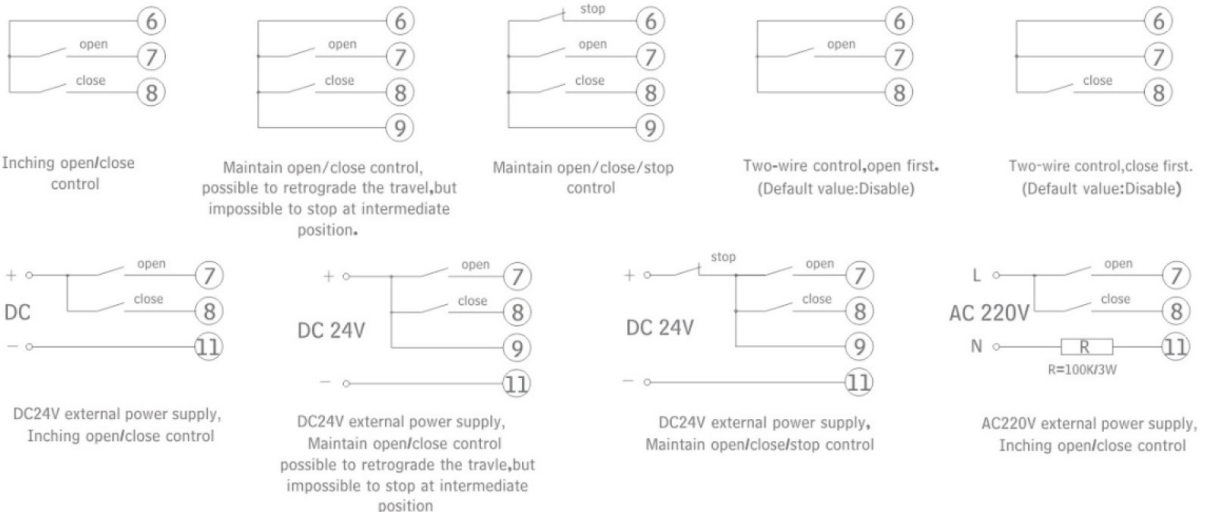 6
open
7
close
8
Inching open/close
control
6
open
7
close
8
9
Maintain open/close control,
possible to retrograde the travel,but
impossible to stop at intermediate
position.
stop
6
open
7
close
8
9
Maintain open/close/stop
control
6
open
7
8
Two-wire control,open first.
(Default value:Disable)
6
7
close
8
Two-wire control,close first.
(Default value:Disable)
+
open
7
DC
close
8
-
11
DC24V external power supply,
Inching open/close control
+
open
7
close
8
DC 24V
9
-
11
DC24V external power supply,
Maintain open/close control
possible to retrograde the travle,but
impossible to stop at intermediate
position
stop
+
open
7
close
8
DC 24V
9
-
11
DC24V external power supply,
Maintain open/close/stop control
L
open
7
AC 220V
close
8
N
R
11
R=100K/3W
AC220V external power supply,
Inching open/close control